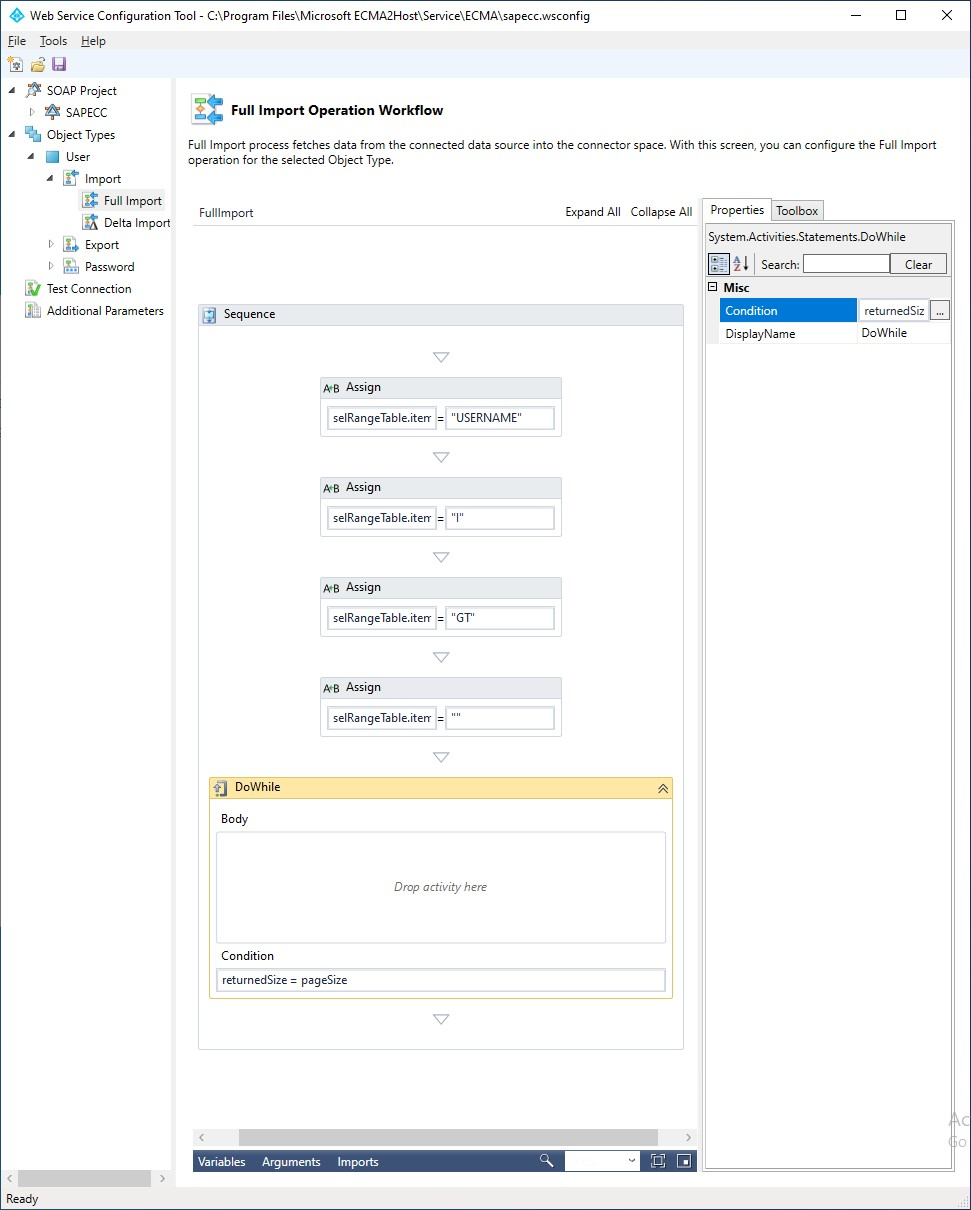 Web Service Configuration Tool - C:\Program Files\Microsoft ECMA2Host\Service\ECMA\sapecc.wsconfig
File Tools Help
SOAP Project
SAPECC
Object Types
User
Import
Full Import
Delta Import
Export
Password
Test Connection
Additional Parameters
Full Import Operation Workflow
Full Import process fetches data from the connected data source into the connector space. With this screen, you can configure the Full Import
operation for the selected Object Type.
FullImport Expand All Collapse All
Sequence
A+B Assign
selRangeTable.item = "USERNAME"
A+B Assign
selRangeTable.item = "I"
A+B Assign
selRangeTable.item = "GT"
A+B Assign
selRangeTable.item = ""
DoWhile
Body
Drop activity here
Condition
returnedSize = pageSize
Variables Arguments Imports
Properties Toolbox
System.Activities.Statements.DoWhile
A Z Search: Clear
Misc
Condition returnedSiz ...
DisplayName DoWhile
Ac
Go
Ready